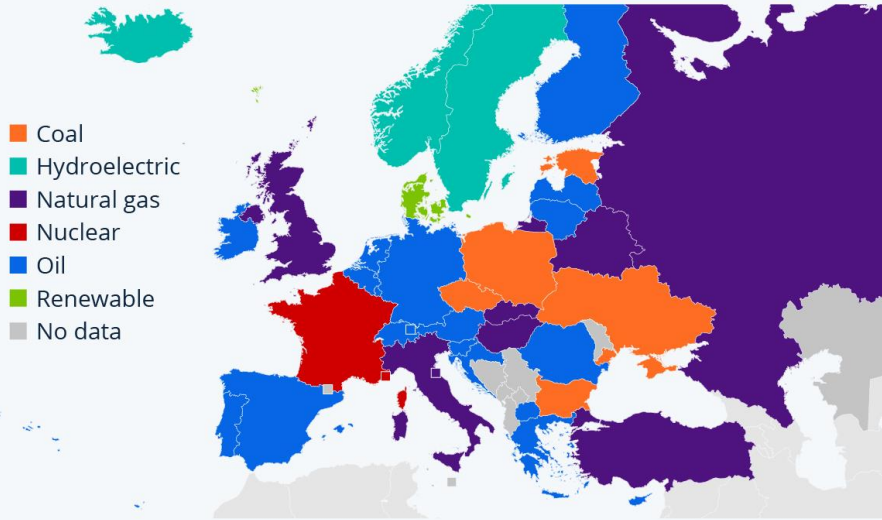 Coal
Hydroelectric
Natural gas
Nuclear
Oil
Renewable
No data